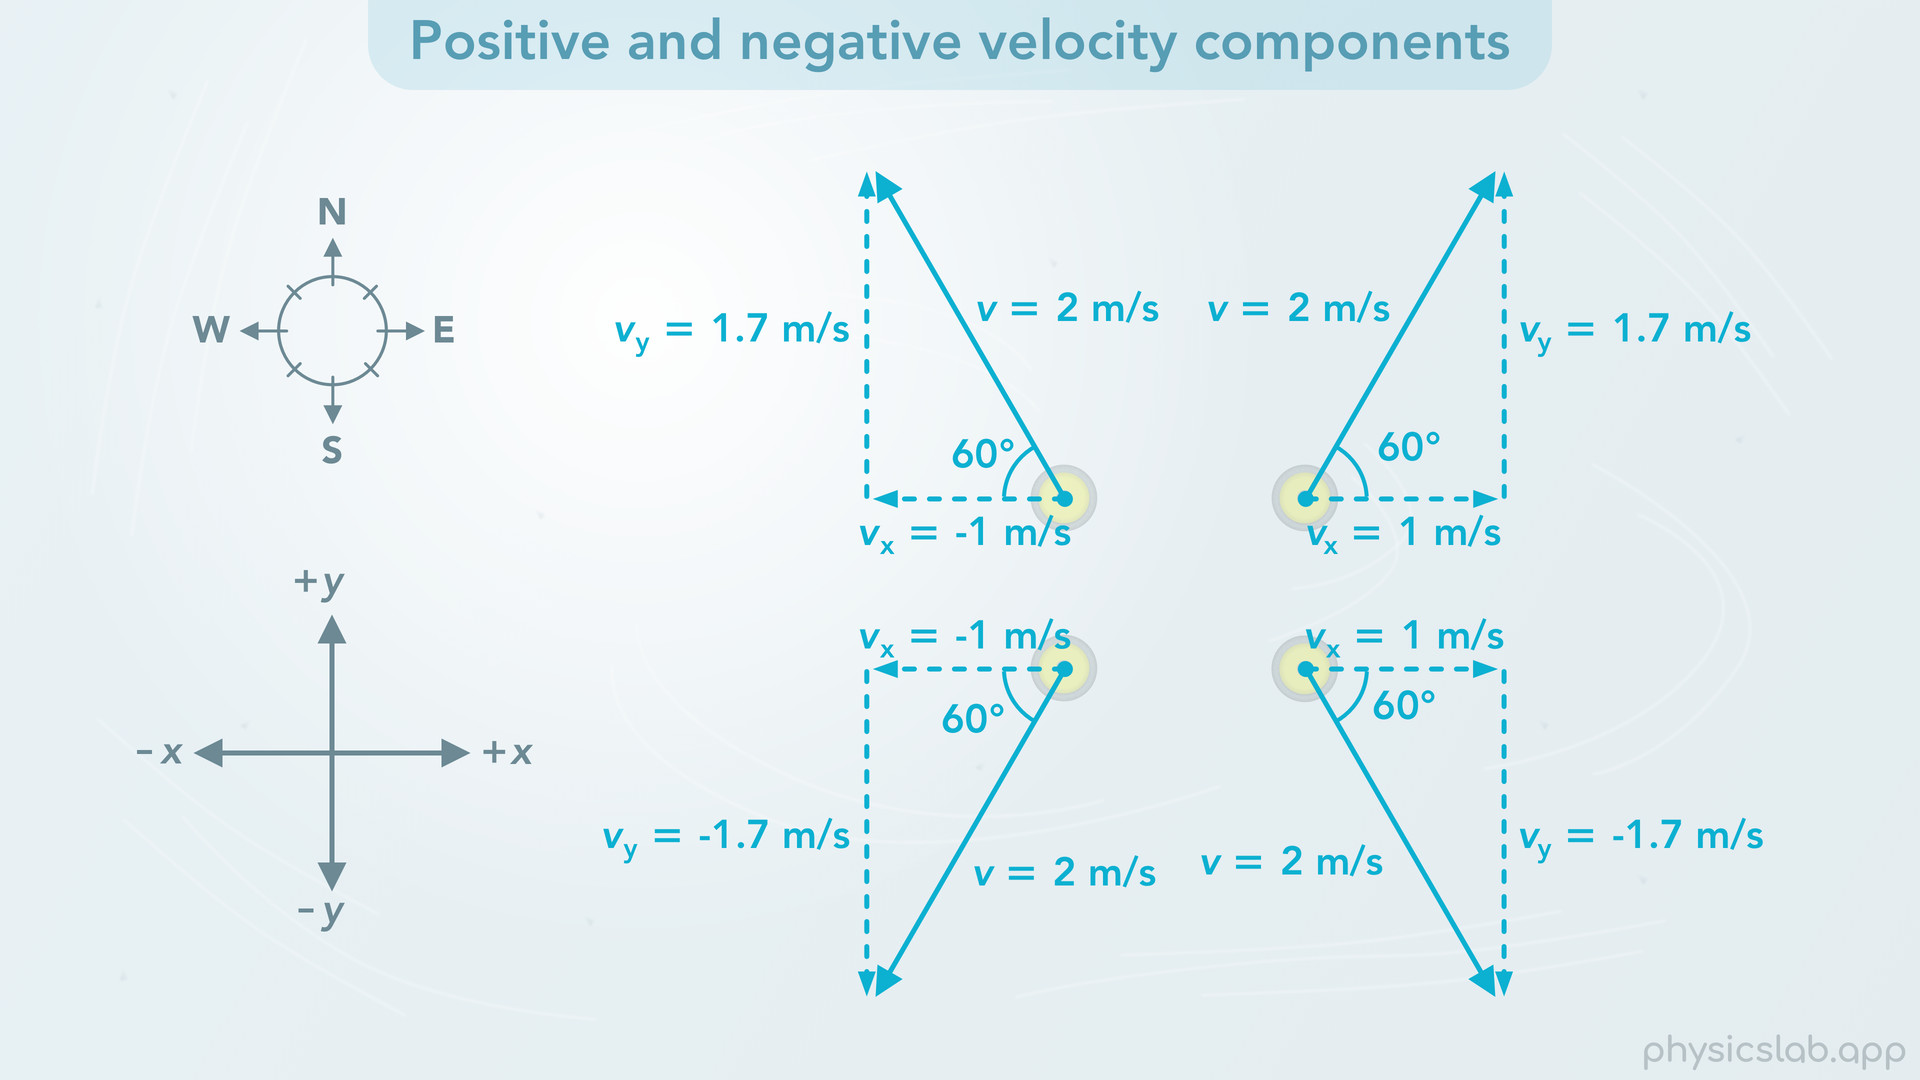 Positive and negative velocity components
N
W E
S
+y
-x +x
-y
v = 2 m/s
vy = 1.7 m/s
60°
vx = -1 m/s
v = 2 m/s
vy = 1.7 m/s
60°
vx = 1 m/s
vx = -1 m/s
60°
vy = -1.7 m/s
v = 2 m/s
vx = 1 m/s
60°
vy = -1.7 m/s
v = 2 m/s
physicslab.app